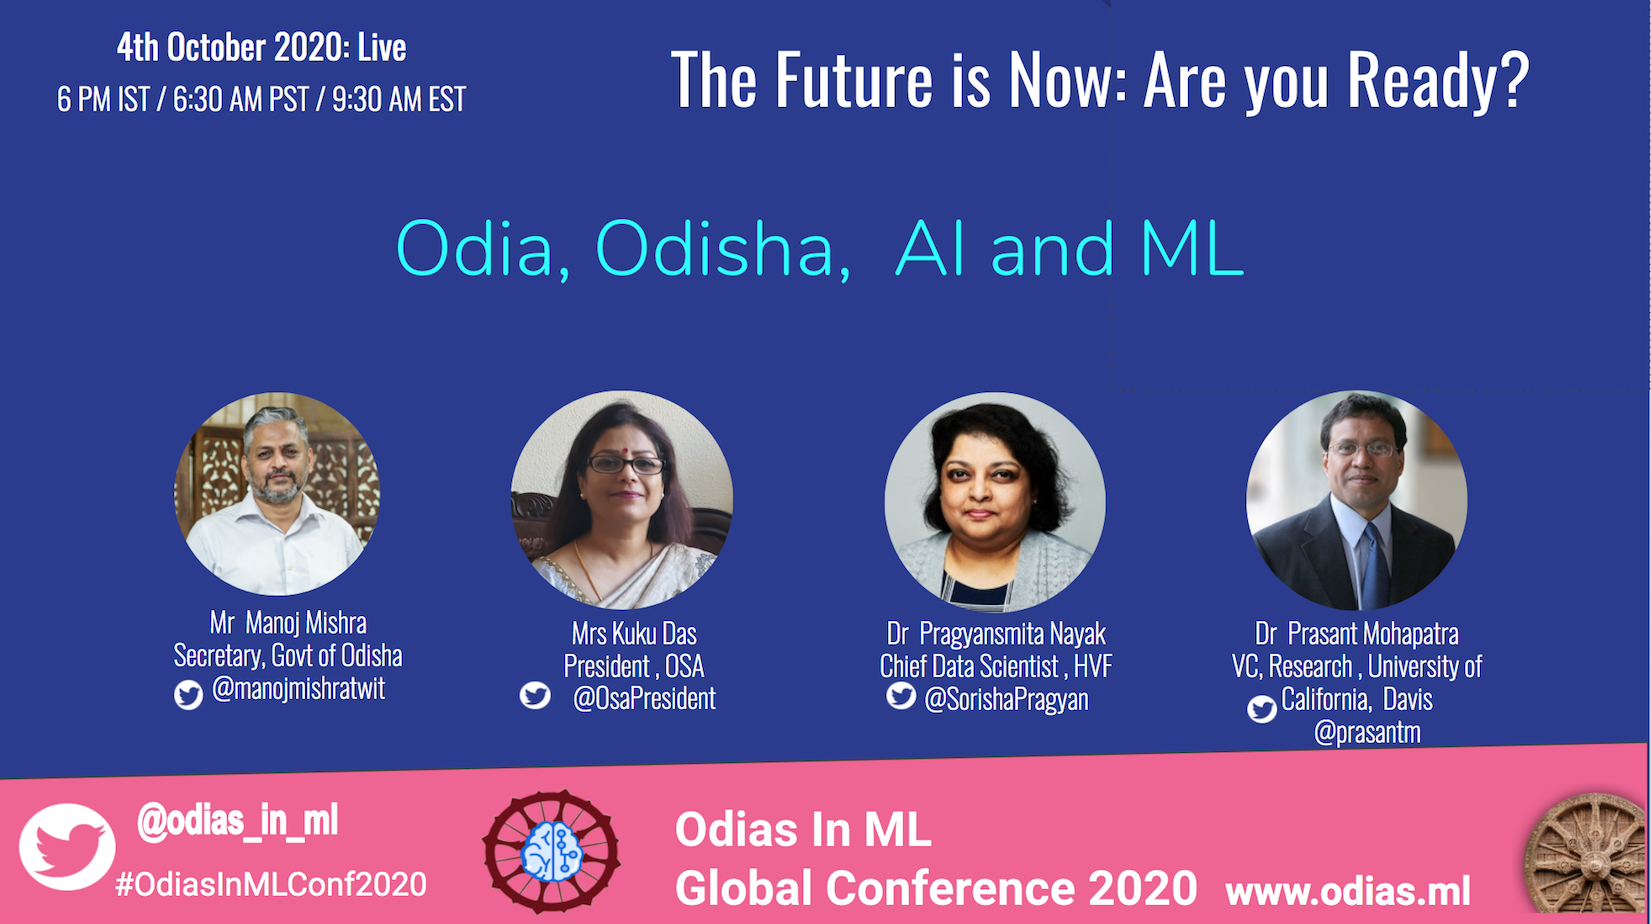 4th October 2020: Live
6 PM IST / 6:30 AM PST / 9:30 AM EST
The Future is Now: Are you Ready?
Odia, Odisha, AI and ML
Mr Manoj Mishra
Secretary, Govt of Odisha
@manojmishratwit
Mrs Kuku Das
President , OSA
@OsaPresident
Dr Pragyansmita Nayak
Chief Data Scientist , HVF
@SorishaPragyan
Dr Prasant Mohapatra
VC, Research , University of
California, Davis
@prasantm
@odias_in_ml
#OdiasInMLConf2020
Odias In ML
Global Conference 2020
www.odias.ml